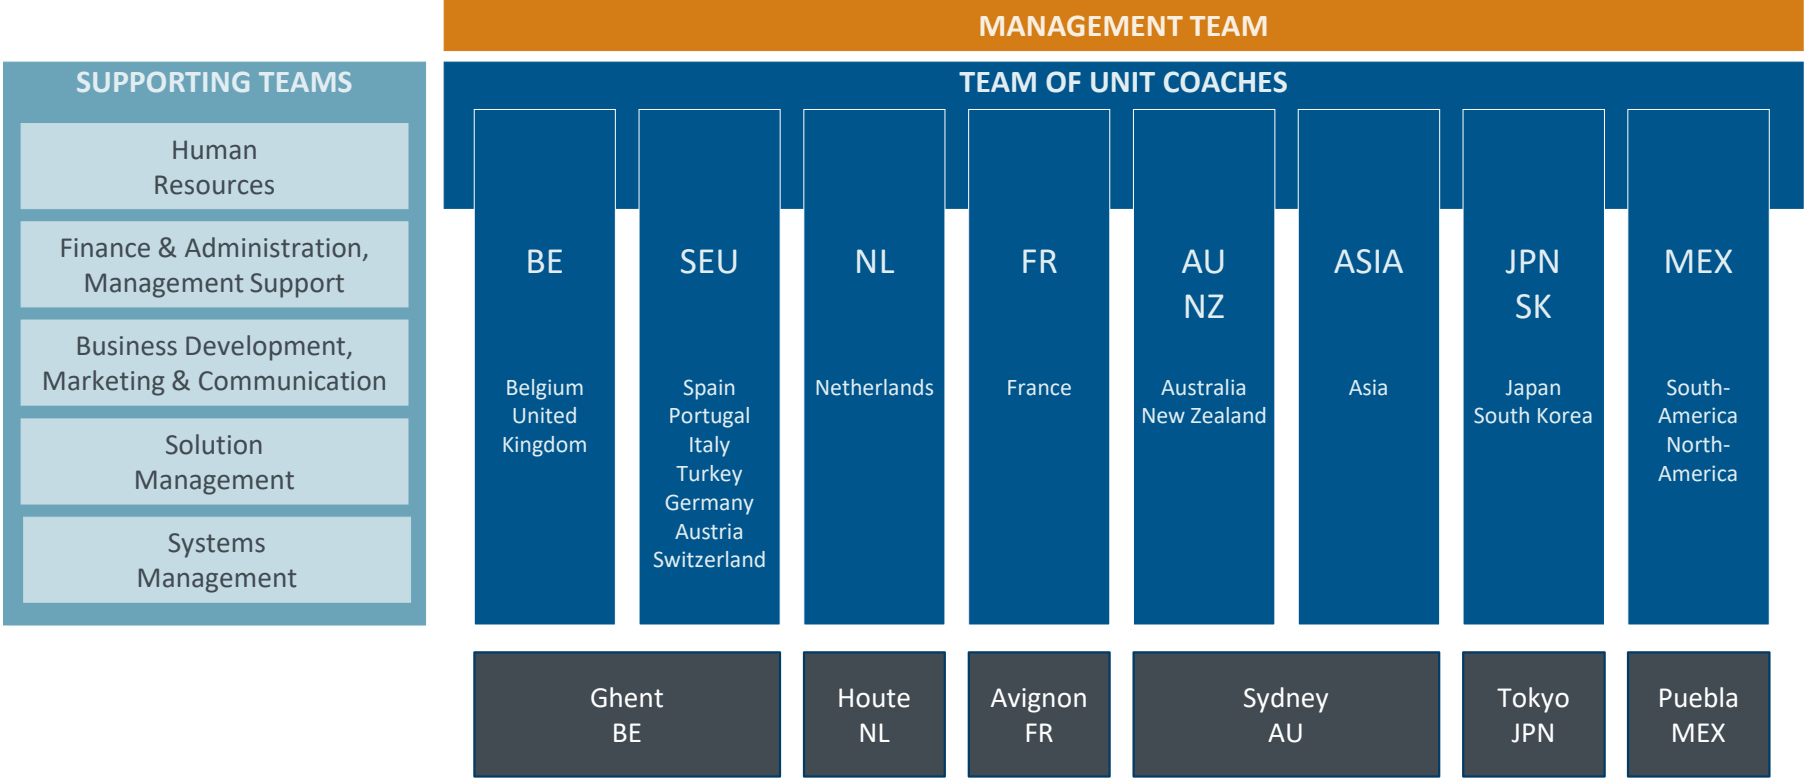 MANAGEMENT TEAM
SUPPORTING TEAMS
Human
Resources
Finance & Administration,
Management Support
Business Development,
Marketing & Communication
Solution
Management
Systems
Management
TEAM OF UNIT COACHES
BE
Belgium
United
Kingdom
SEU
Spain
Portugal
Italy
Turkey
Germany
Austria
Switzerland
NL
Netherlands
FR
France
AU
NZ
Australia
New Zealand
ASIA
Asia
JPN
SK
Japan
South Korea
MEX
South-
America
North-
America
Ghent
BE
Houte
NL
Avignon
FR
Sydney
AU
Tokyo
JPN
Puebla
MEX